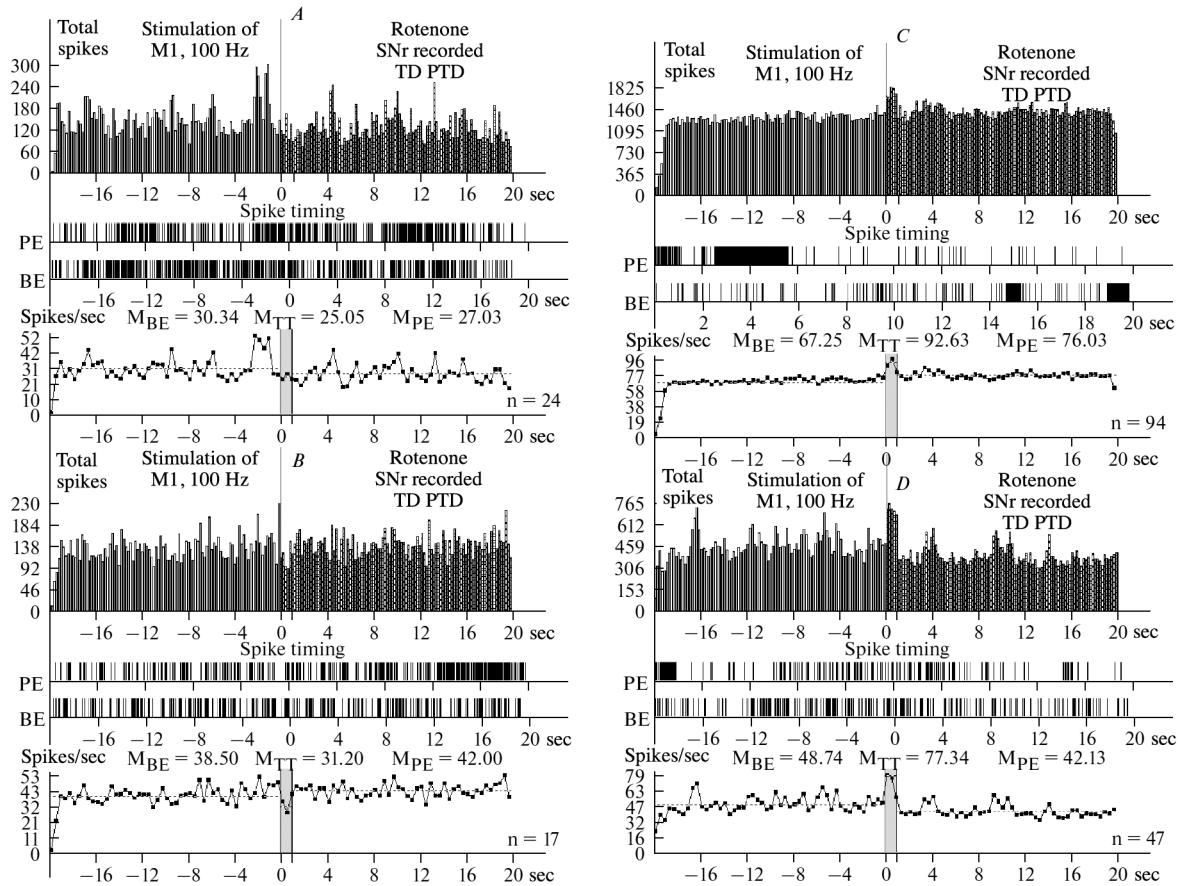 A
Total spikes
Stimulation of M1, 100 Hz
Rotenone SNr recorded TD PTD
300
240
180
120
60
0
−16 −12 −8 −4 0 4 8 12 16 20 sec
Spike timing
PE
BE
−16 −12 −8 −4 0 4 8 12 16 20 sec
Spikes/sec M_BE = 30.34 M_TT = 25.05 M_PE = 27.03
52
42
31
21
10
0
n = 24
−16 −12 −8 −4 0 4 8 12 16 20 sec
B
Total spikes
Stimulation of M1, 100 Hz
Rotenone SNr recorded TD PTD
230
184
138
92
46
0
−16 −12 −8 −4 0 4 8 12 16 20 sec
Spike timing
PE
BE
−16 −12 −8 −4 0 4 8 12 16 20 sec
Spikes/sec M_BE = 38.50 M_TT = 31.20 M_PE = 42.00
53
43
32
21
11
0
n = 17
−16 −12 −8 −4 0 4 8 12 16 20 sec
C
Total spikes
Stimulation of M1, 100 Hz
Rotenone SNr recorded TD PTD
1825
1460
1095
730
365
0
−16 −12 −8 −4 0 4 8 12 16 20 sec
Spike timing
PE
BE
2 4 6 8 10 12 14 16 18 20 sec
Spikes/sec M_BE = 67.25 M_TT = 92.63 M_PE = 76.03
96
77
58
38
19
0
n = 94
−16 −12 −8 −4 0 4 8 12 16 20 sec
D
Total spikes
Stimulation of M1, 100 Hz
Rotenone SNr recorded TD PTD
765
612
459
306
153
0
−16 −12 −8 −4 0 4 8 12 16 20 sec
Spike timing
PE
BE
−16 −12 −8 −4 0 4 8 12 16 20 sec
Spikes/sec M_BE = 48.74 M_TT = 77.34 M_PE = 42.13
79
63
47
32
16
0
n = 47
−16 −12 −8 −4 0 4 8 12 16 20 sec